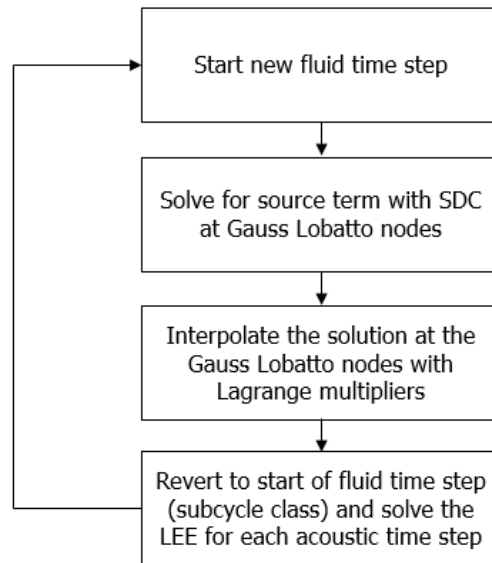 Start new fluid time step
Solve for source term with SDC
at Gauss Lobatto nodes
Interpolate the solution at the
Gauss Lobatto nodes with
Lagrange multipliers
Revert to start of fluid time step
(subcycle class) and solve the
LEE for each acoustic time step